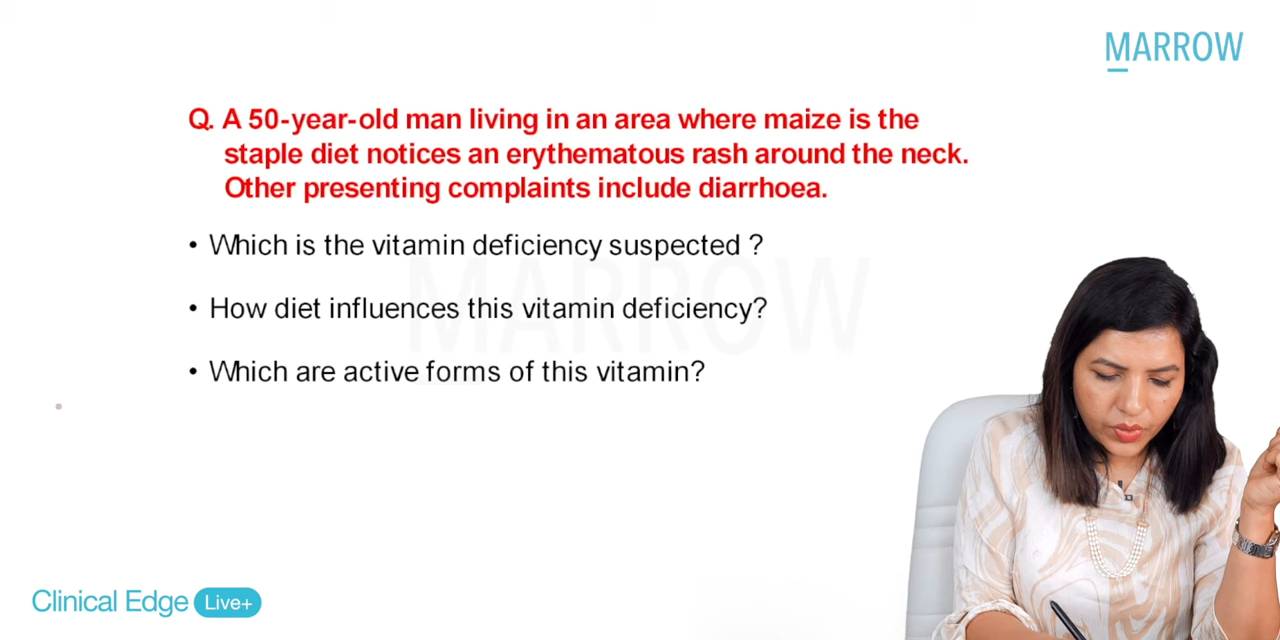 MARROW
Q. A 50-year-old man living in an area where maize is the
staple diet notices an erythematous rash around the neck.
Other presenting complaints include diarrhoea.
• Which is the vitamin deficiency suspected ?
MARROW
• How diet influences this vitamin deficiency?
• Which are active forms of this vitamin?
Clinical Edge Live+